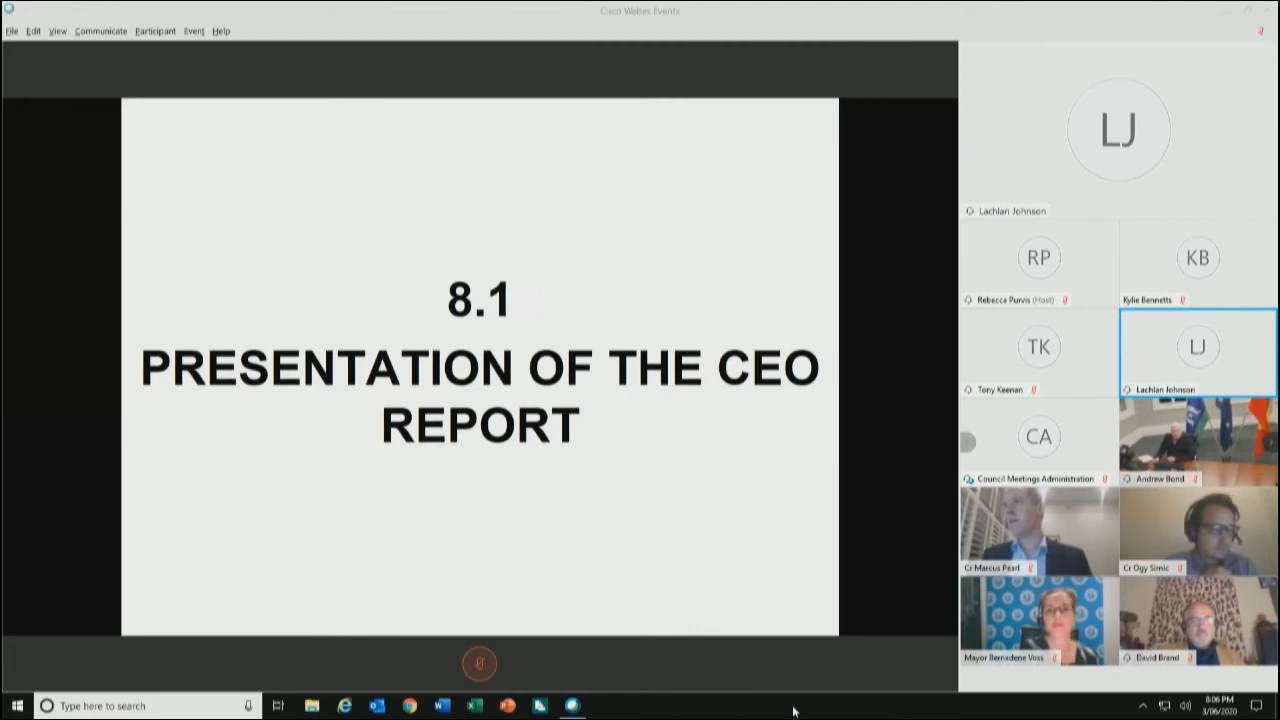 Cisco Webex Events
File Edit View Communicate Participant Event Help
8.1
PRESENTATION OF THE CEO
REPORT
LJ
Lachlan Johnson
RP
Rebecca Purvis (Host)
KB
Kylie Bennetts
TK
Tony Keenan
LJ
Lachlan Johnson
CA
Council Meetings Administration
Andrew Bond
Cr Marcus Pearl
Cr Ogy Simic
Mayor Bernadene Voss
David Brand
Type here to search
8:06 PM
3/06/2020